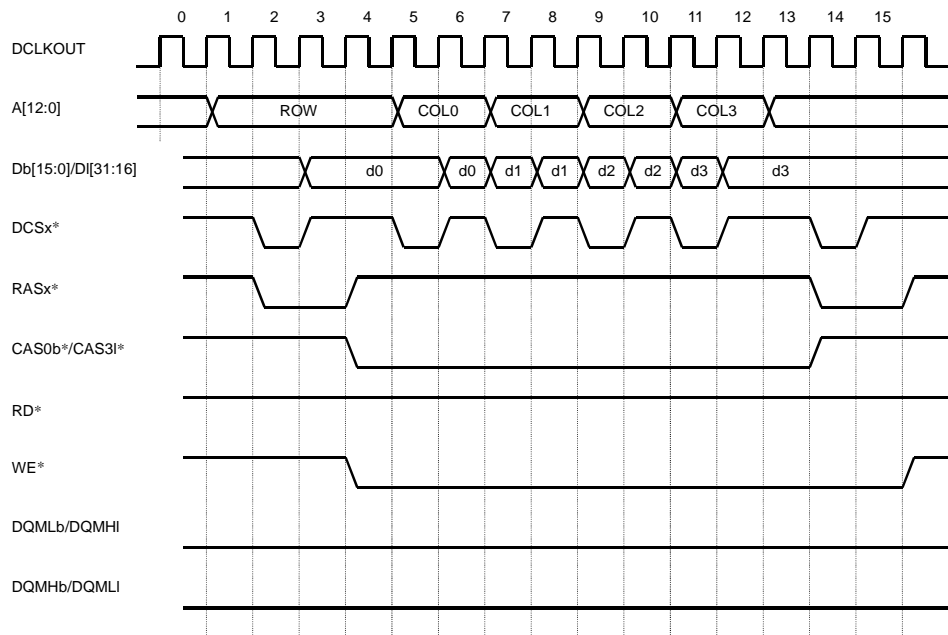 0 1 2 3 4 5 6 7 8 9 10 11 12 13 14 15
DCLKOUT
A[12:0] ROW COL0 COL1 COL2 COL3
Db[15:0]/Dl[31:16] d0 d0 d1 d1 d2 d2 d3 d3
DCSx*
RASx*
CAS0b*/CAS3l*
RD*
WE*
DQMLb/DQMHl
DQMHb/DQMLl